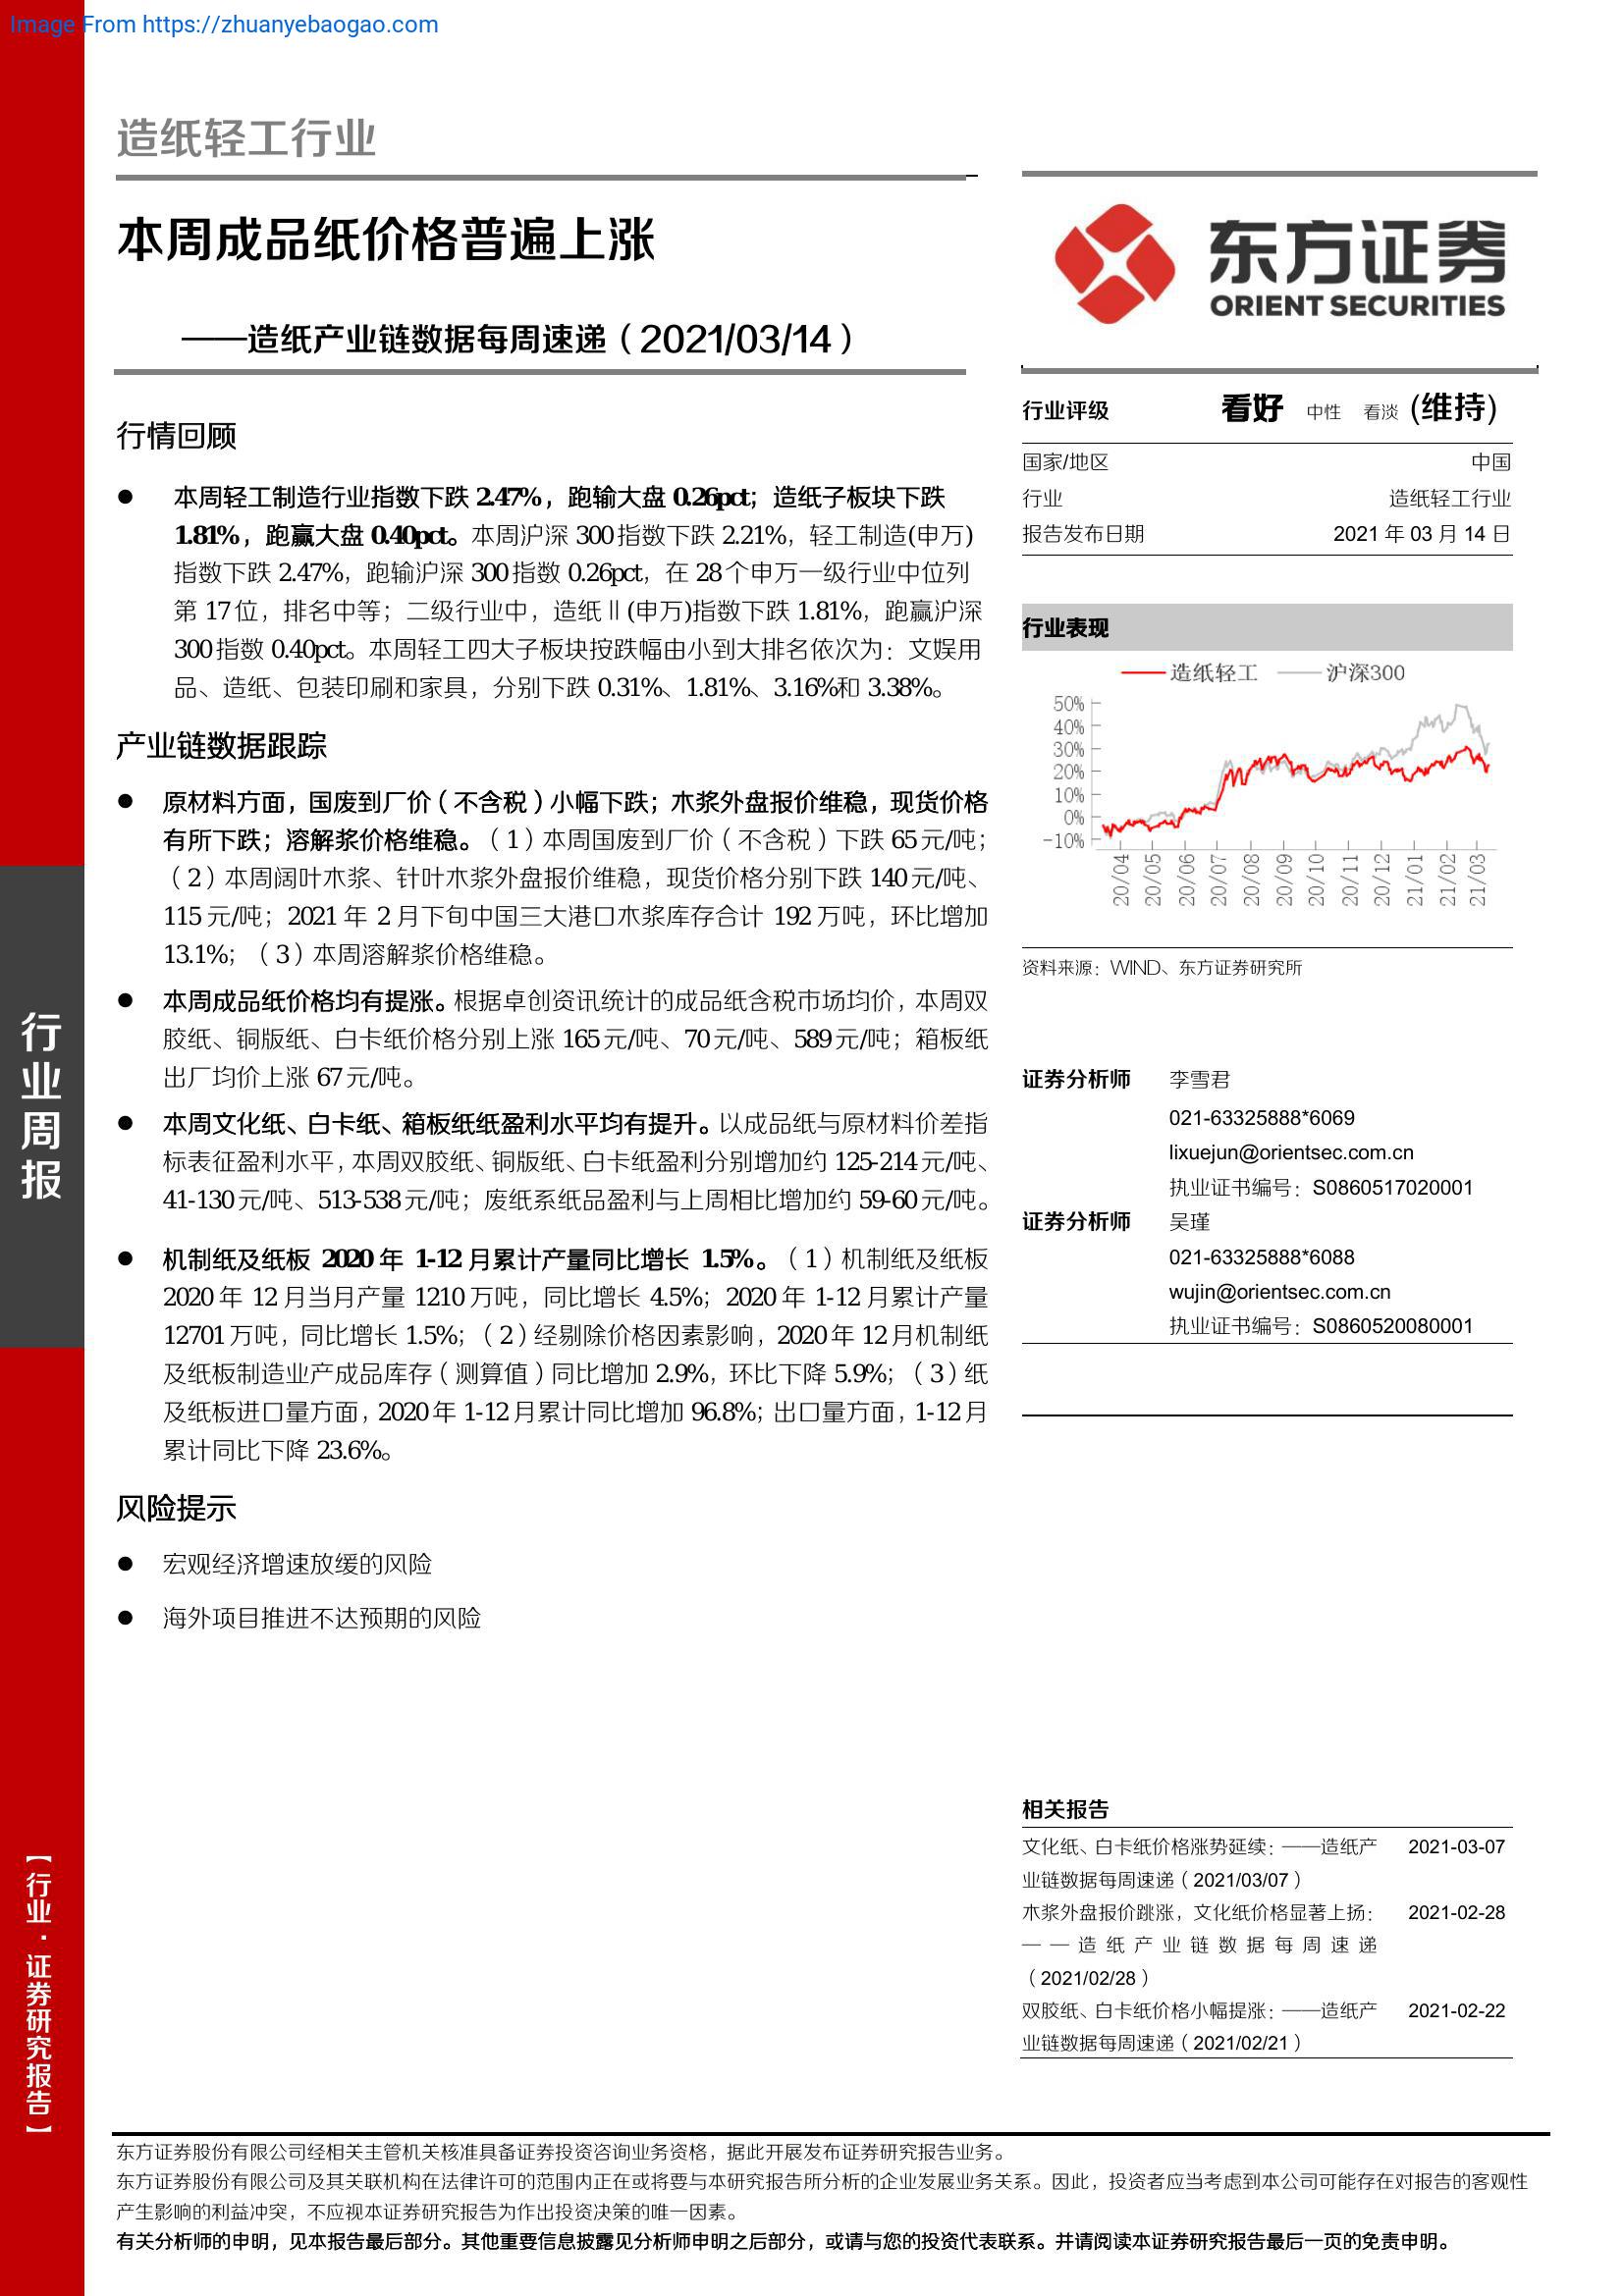 Image From https://zhuanyebaogao.com
造纸轻工行业
本周成品纸价格普遍上涨
——造纸产业链数据每周速递（2021/03/14）
行情回顾
● 本周轻工制造行业指数下跌 2.47%，跑输大盘 0.26pct；造纸子板块下跌
1.81%，跑赢大盘 0.40pct。本周沪深 300 指数下跌 2.21%，轻工制造(申万)
指数下跌 2.47%，跑输沪深 300 指数 0.26pct，在 28 个申万一级行业中位列
第 17 位，排名中等；二级行业中，造纸Ⅱ(申万)指数下跌 1.81%，跑赢沪深
300 指数 0.40pct。本周轻工四大子板块按跌幅由小到大排名依次为：文娱用
品、造纸、包装印刷和家具，分别下跌 0.31%、1.81%、3.16%和 3.38%。
产业链数据跟踪
● 原材料方面，国废到厂价（不含税）小幅下跌；木浆外盘报价维稳，现货价格
有所下跌；溶解浆价格维稳。（1）本周国废到厂价（不含税）下跌 65 元/吨；
（2）本周阔叶木浆、针叶木浆外盘报价维稳，现货价格分别下跌 140 元/吨、
115 元/吨；2021 年 2 月下旬中国三大港口木浆库存合计 192 万吨，环比增加
13.1%；（3）本周溶解浆价格维稳。
● 本周成品纸价格均有提涨。根据卓创资讯统计的成品纸含税市场均价，本周双
胶纸、铜版纸、白卡纸价格分别上涨 165 元/吨、70 元/吨、589 元/吨；箱板纸
出厂均价上涨 67 元/吨。
● 本周文化纸、白卡纸、箱板纸纸盈利水平均有提升。以成品纸与原材料价差指
标表征盈利水平，本周双胶纸、铜版纸、白卡纸盈利分别增加约 125-214 元/吨、
41-130 元/吨、513-538 元/吨；废纸系纸品盈利与上周相比增加约 59-60 元/吨。
● 机制纸及纸板 2020 年 1-12 月累计产量同比增长 1.5%。（1）机制纸及纸板
2020 年 12 月当月产量 1210 万吨，同比增长 4.5%；2020 年 1-12 月累计产量
12701 万吨，同比增长 1.5%；（2）经剔除价格因素影响，2020 年 12 月机制纸
及纸板制造业产成品库存（测算值）同比增加 2.9%，环比下降 5.9%；（3）纸
及纸板进口量方面，2020 年 1-12 月累计同比增加 96.8%；出口量方面，1-12 月
累计同比下降 23.6%。
风险提示
● 宏观经济增速放缓的风险
● 海外项目推进不达预期的风险
东方证券
ORIENT SECURITIES
行业评级 看好 中性 看淡 (维持)
国家/地区 中国
行业 造纸轻工行业
报告发布日期 2021 年 03 月 14 日
行业表现
造纸轻工 沪深300
50%
40%
30%
20%
10%
0%
-10%
20/04 20/05 20/06 20/07 20/08 20/09 20/10 20/11 20/12 21/01 21/02 21/03
资料来源：WIND、东方证券研究所
证券分析师 李雪君
021-63325888*6069
lixuejun@orientsec.com.cn
执业证书编号：S0860517020001
证券分析师 吴瑾
021-63325888*6088
wujin@orientsec.com.cn
执业证书编号：S0860520080001
相关报告
文化纸、白卡纸价格涨势延续：——造纸产 2021-03-07
业链数据每周速递（2021/03/07）
木浆外盘报价跳涨，文化纸价格显著上扬： 2021-02-28
——造纸产业链数据每周速递
（2021/02/28）
双胶纸、白卡纸价格小幅提涨：——造纸产 2021-02-22
业链数据每周速递（2021/02/21）
行业周报
【行业·证券研究报告】
东方证券股份有限公司经相关主管机关核准具备证券投资咨询业务资格，据此开展发布证券研究报告业务。
东方证券股份有限公司及其关联机构在法律许可的范围内正在或将要与本研究报告所分析的企业发展业务关系。因此，投资者应当考虑到本公司可能存在对报告的客观性
产生影响的利益冲突，不应视本证券研究报告为作出投资决策的唯一因素。
有关分析师的申明，见本报告最后部分。其他重要信息披露见分析师申明之后部分，或请与您的投资代表联系。并请阅读本证券研究报告最后一页的免责申明。